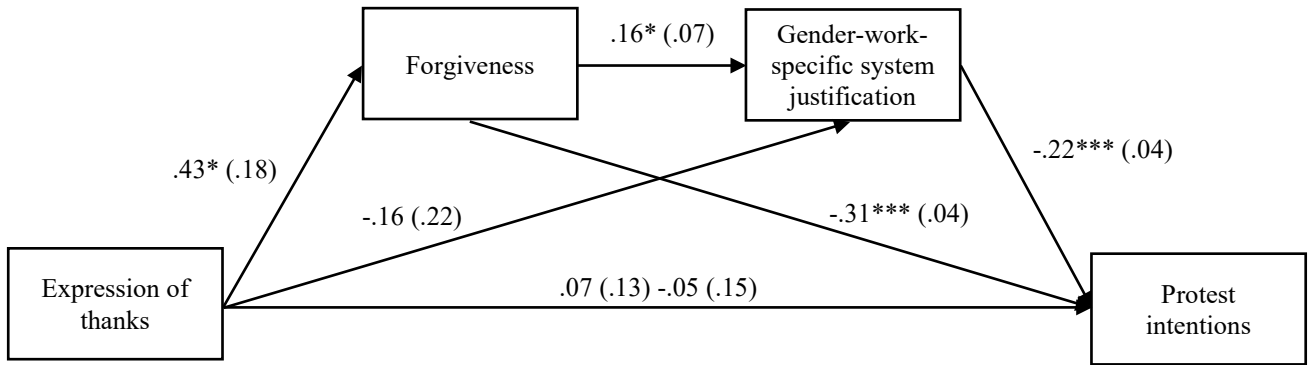 .16* (.07)
Forgiveness
Gender-work-
specific system
justification
.43* (.18)
-.22*** (.04)
-.16 (.22)
-.31*** (.04)
Expression of
thanks
.07 (.13) -.05 (.15)
Protest
intentions